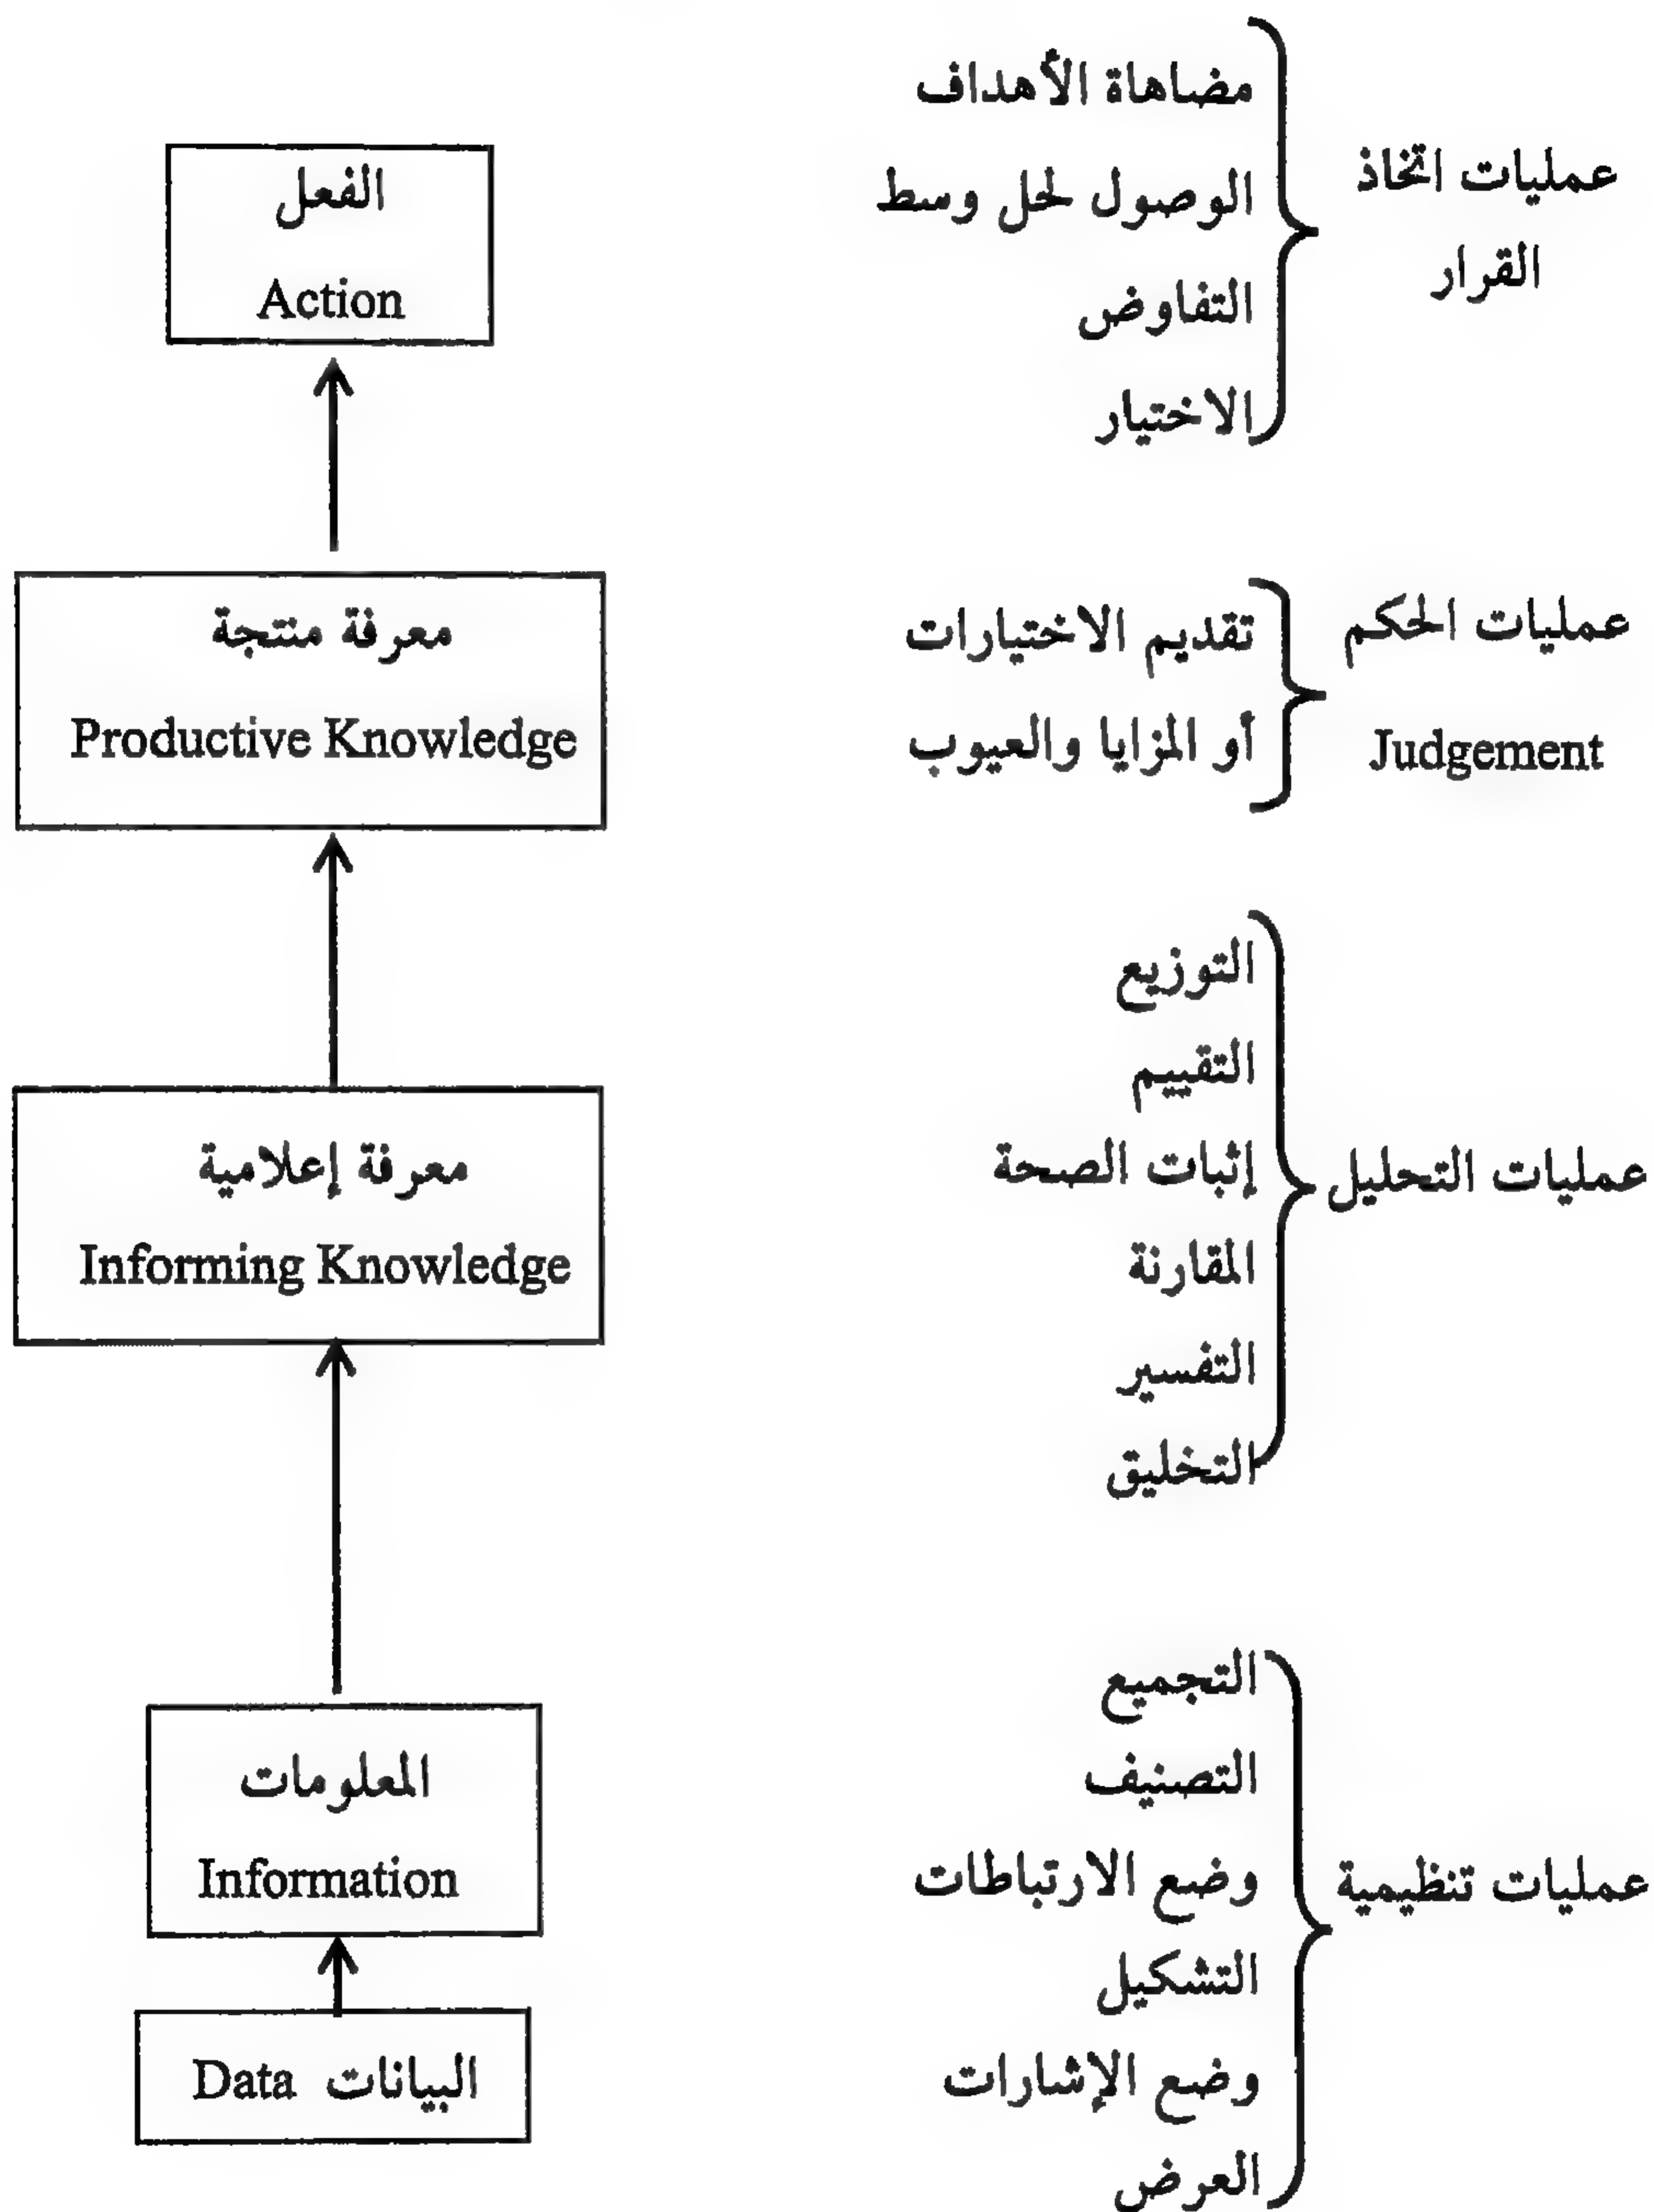 مضاهاة الأهداف
الوصول لحل وسط
التفاوض
الاختيار
عمليات اتخاذ
القرار
الفعل
Action
تقديم الاختيارات
أو المزايا والعيوب
عمليات الحكم
Judgement
معرفة منتجة
Productive Knowledge
التوزيع
التقييم
إثبات الصحة
المقارنة
التفسير
التخليق
عمليات التحليل
معرفة إعلامية
Informing Knowledge
التجميع
التصنيف
وضع الارتباطات
التشكيل
وضع الإشارات
العرض
عمليات تنظيمية
المعلومات
Information
البيانات Data